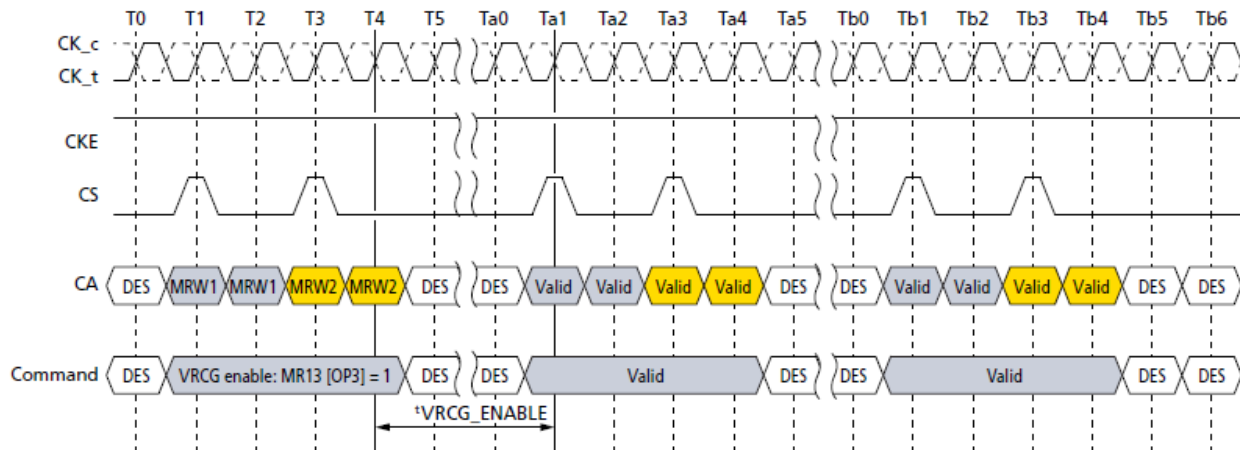 T0 T1 T2 T3 T4 T5 Ta0 Ta1 Ta2 Ta3 Ta4 Ta5 Tb0 Tb1 Tb2 Tb3 Tb4 Tb5 Tb6
CK_c
CK_t
CKE
CS
CA DES MRW1 MRW1 MRW2 MRW2 DES DES Valid Valid Valid Valid DES DES Valid Valid Valid Valid DES DES
Command DES VRCG enable: MR13 [OP3] = 1 DES DES Valid DES DES Valid DES DES
tVRCG_ENABLE